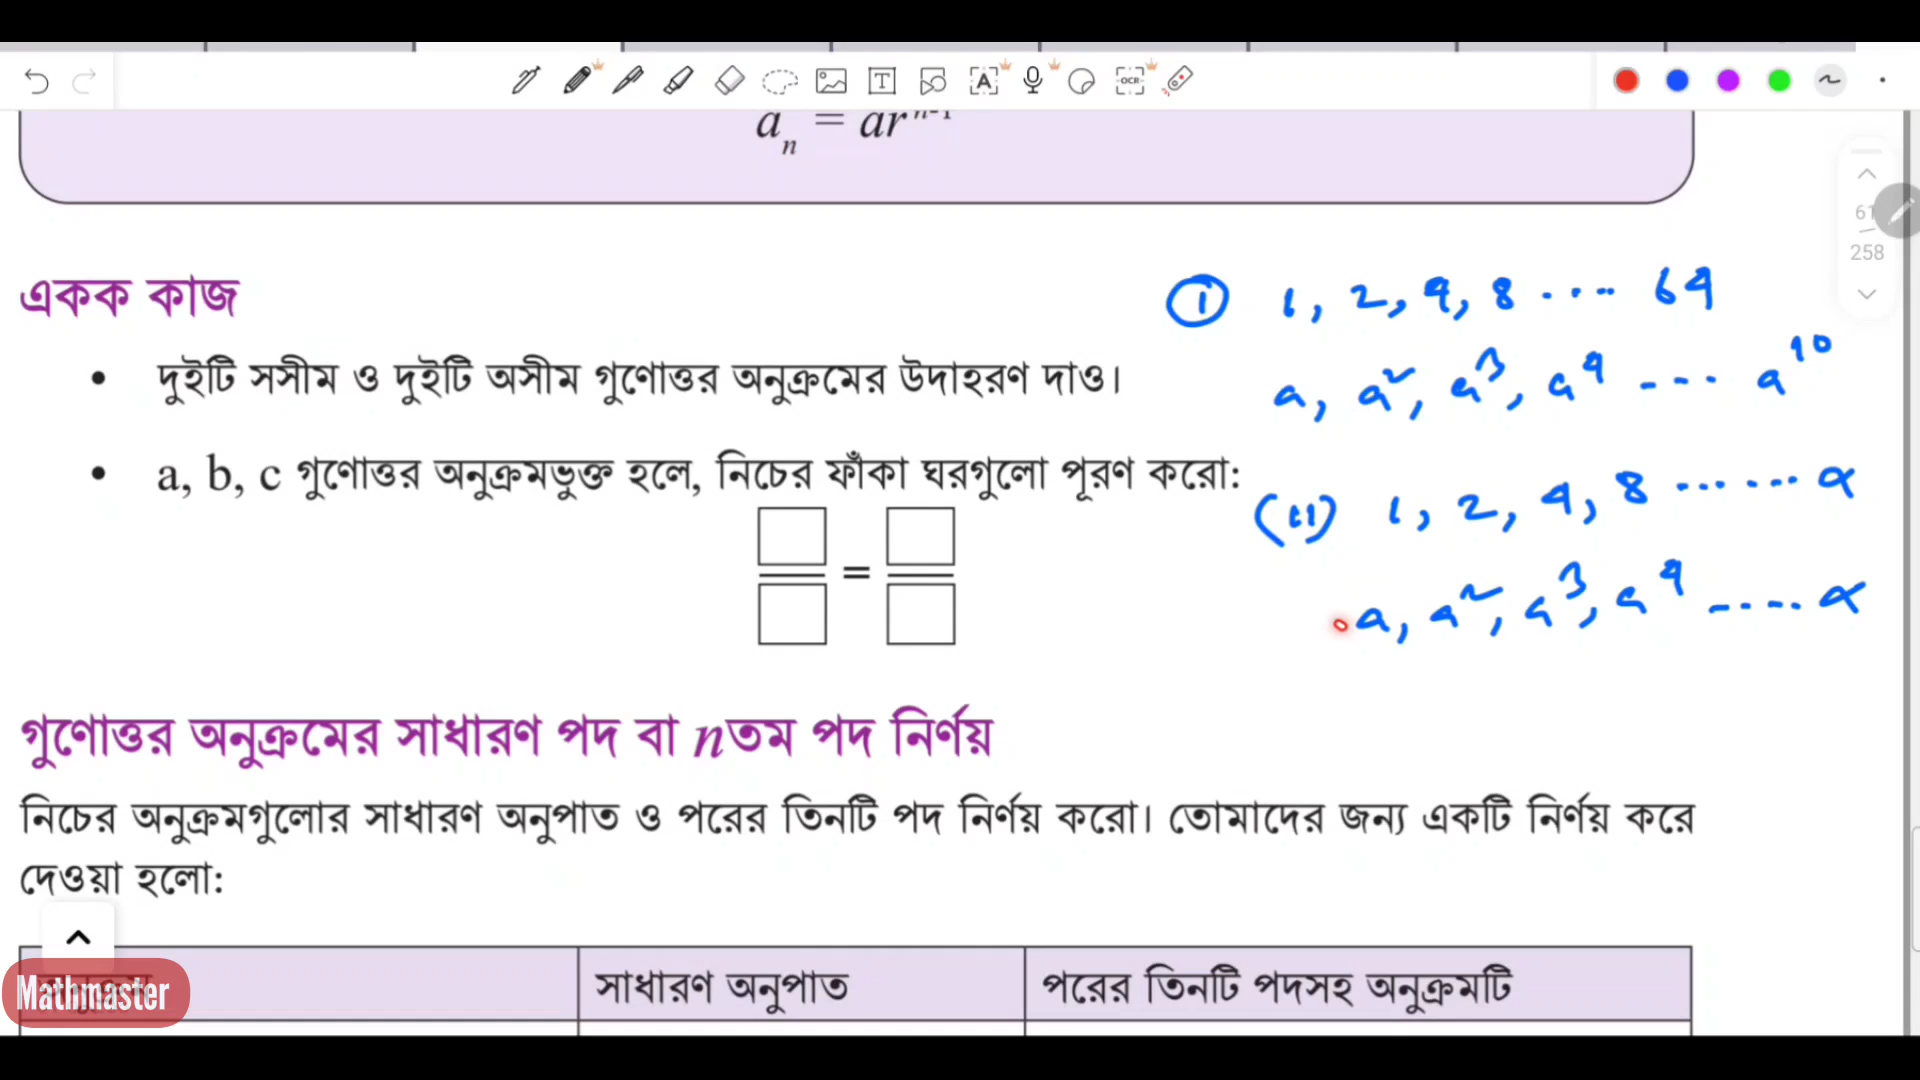 aₙ = arⁿ⁻¹
61
258
একক কাজ
① 1, 2, 4, 8 .... 64
• দুইটি সসীম ও দুইটি অসীম গুণোত্তর অনুক্রমের উদাহরণ দাও।
a, a², a³, a⁴ --- a¹⁰
• a, b, c গুণোত্তর অনুক্রমভুক্ত হলে, নিচের ফাঁকা ঘরগুলো পূরণ করো:
(ii) 1, 2, 4, 8 ...... α
=
a, a², a³, a⁴ ---- α
গুণোত্তর অনুক্রমের সাধারণ পদ বা nতম পদ নির্ণয়
নিচের অনুক্রমগুলোর সাধারণ অনুপাত ও পরের তিনটি পদ নির্ণয় করো। তোমাদের জন্য একটি নির্ণয় করে
দেওয়া হলো:
সাধারণ অনুপাত
পরের তিনটি পদসহ অনুক্রমটি
Mathmaster